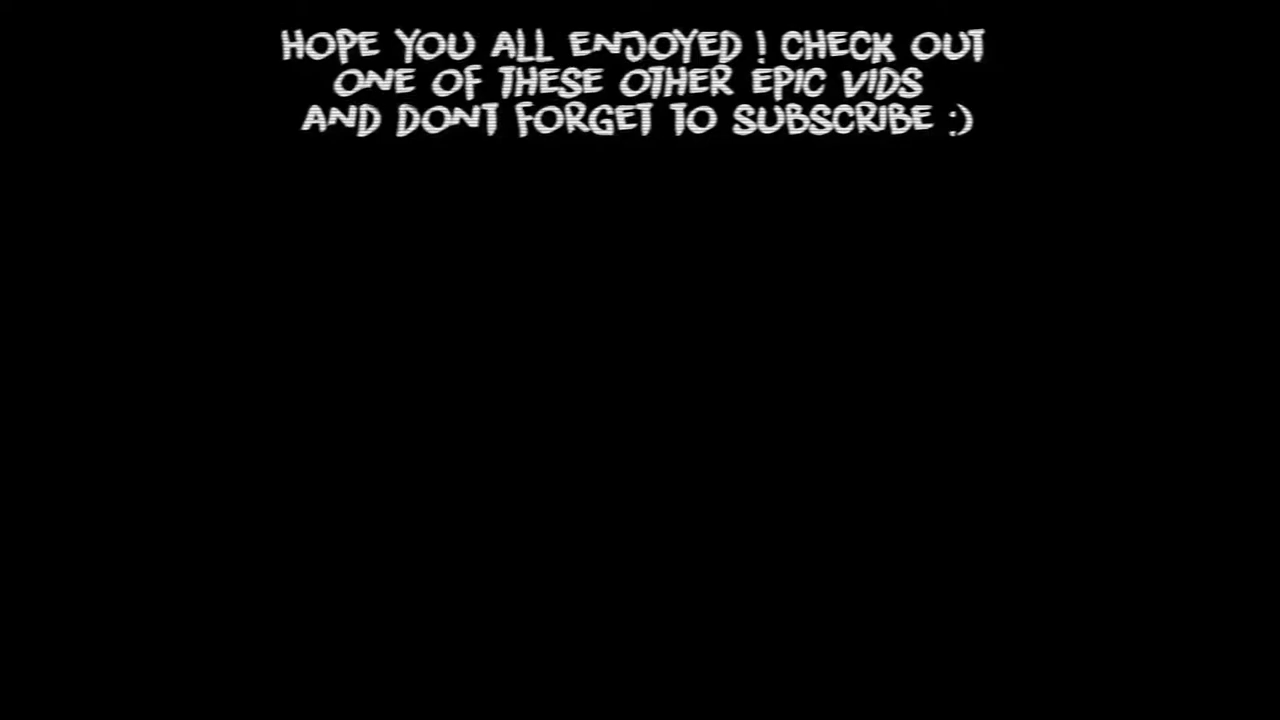 HOPE YOU ALL ENJOYED ! CHECK OUT
ONE OF THESE OTHER EPIC VIDS
AND DONT FORGET TO SUBSCRIBE :)